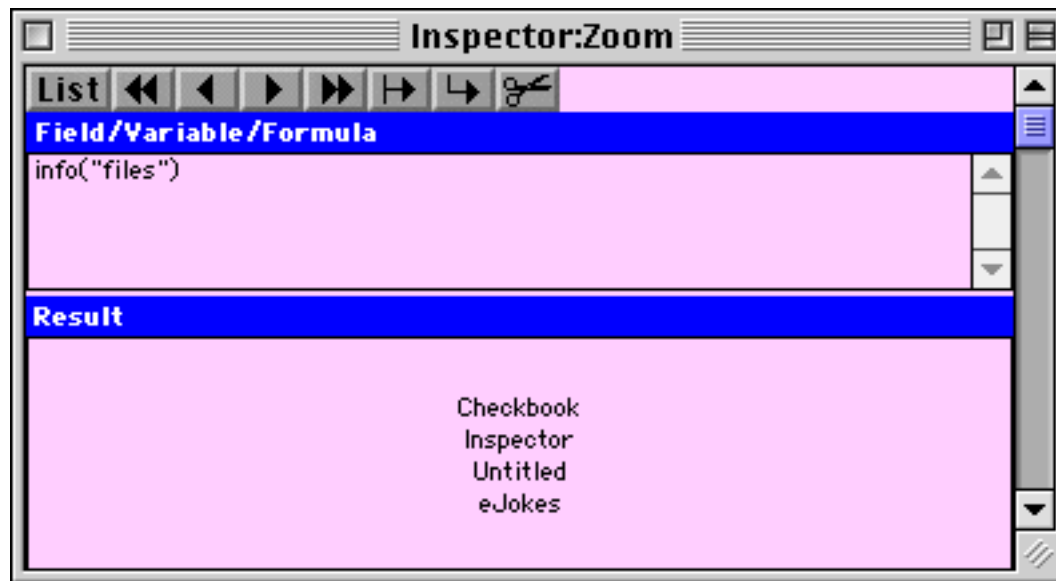 Inspector:Zoom
List
Field/Variable/Formula
info("files")
Result
Checkbook
Inspector
Untitled
eJokes